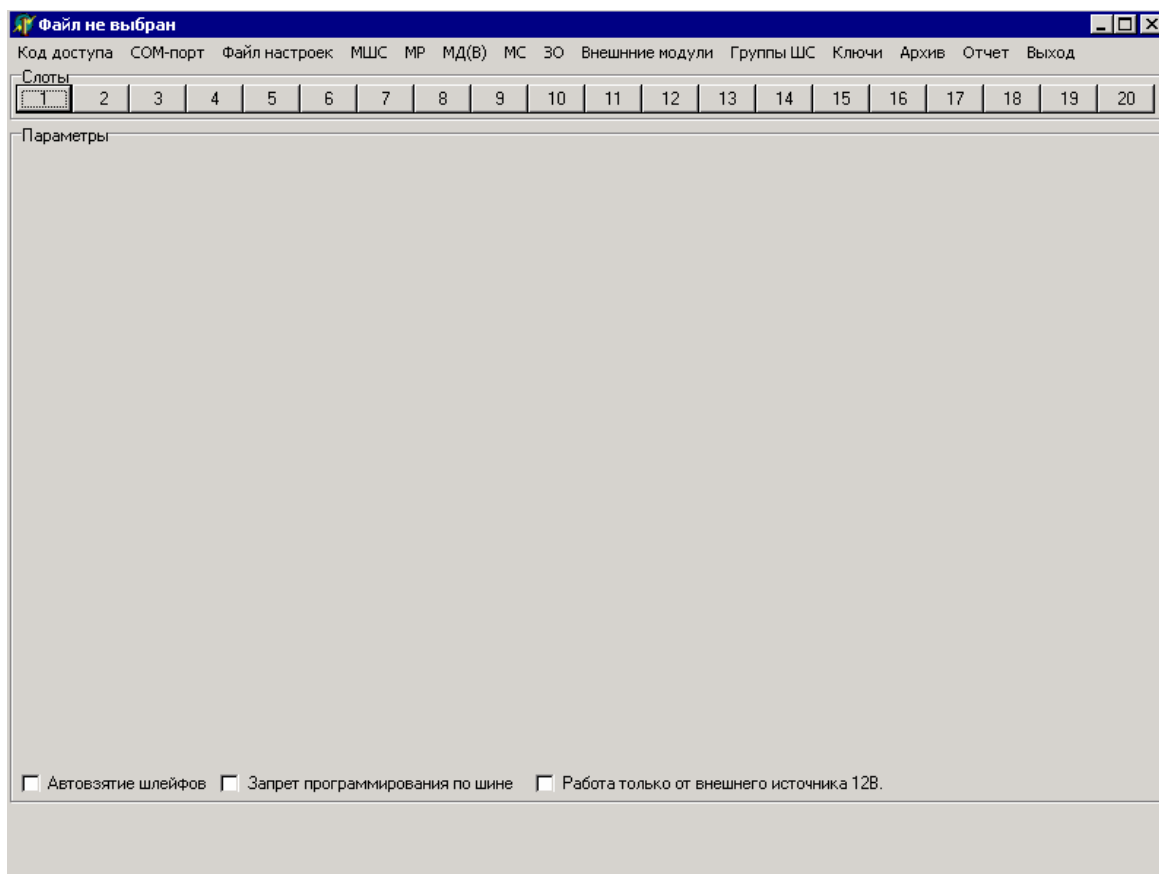 Файл не выбран
Код доступа COM-порт Файл настроек МШС МР МД(В) МС ЗО Внешнние модули Группы ШС Ключи Архив Отчет Выход
Слоты
1 2 3 4 5 6 7 8 9 10 11 12 13 14 15 16 17 18 19 20
Параметры
Автовзятие шлейфов Запрет программирования по шине Работа только от внешнего источника 12В.